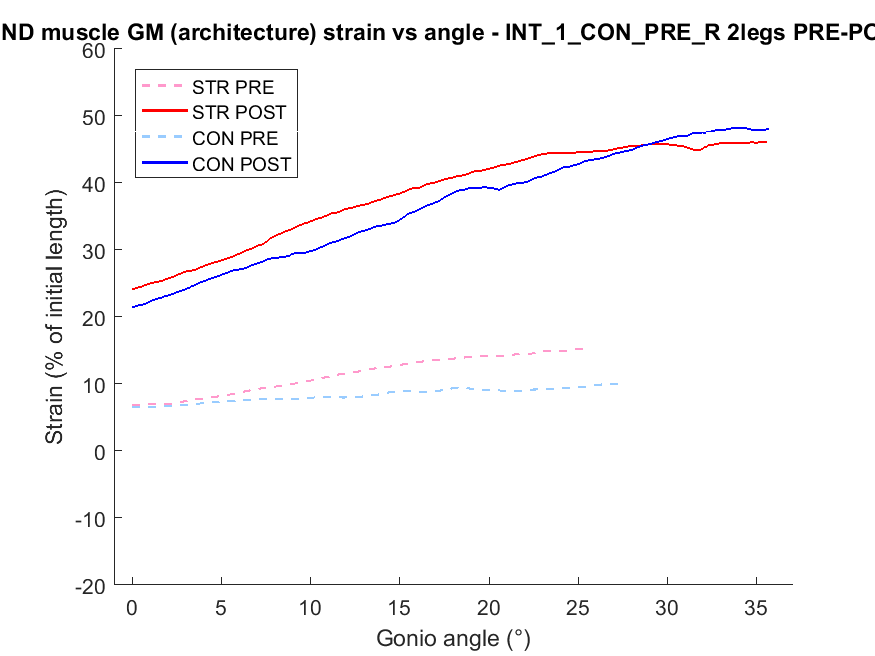 ND muscle GM (architecture) strain vs angle - INT_1_CON_PRE_R 2legs PRE-PO
STR PRE
STR POST
CON PRE
CON POST
Strain (% of initial length)
60
50
40
30
20
10
0
-10
-20
0 5 10 15 20 25 30 35
Gonio angle (°)